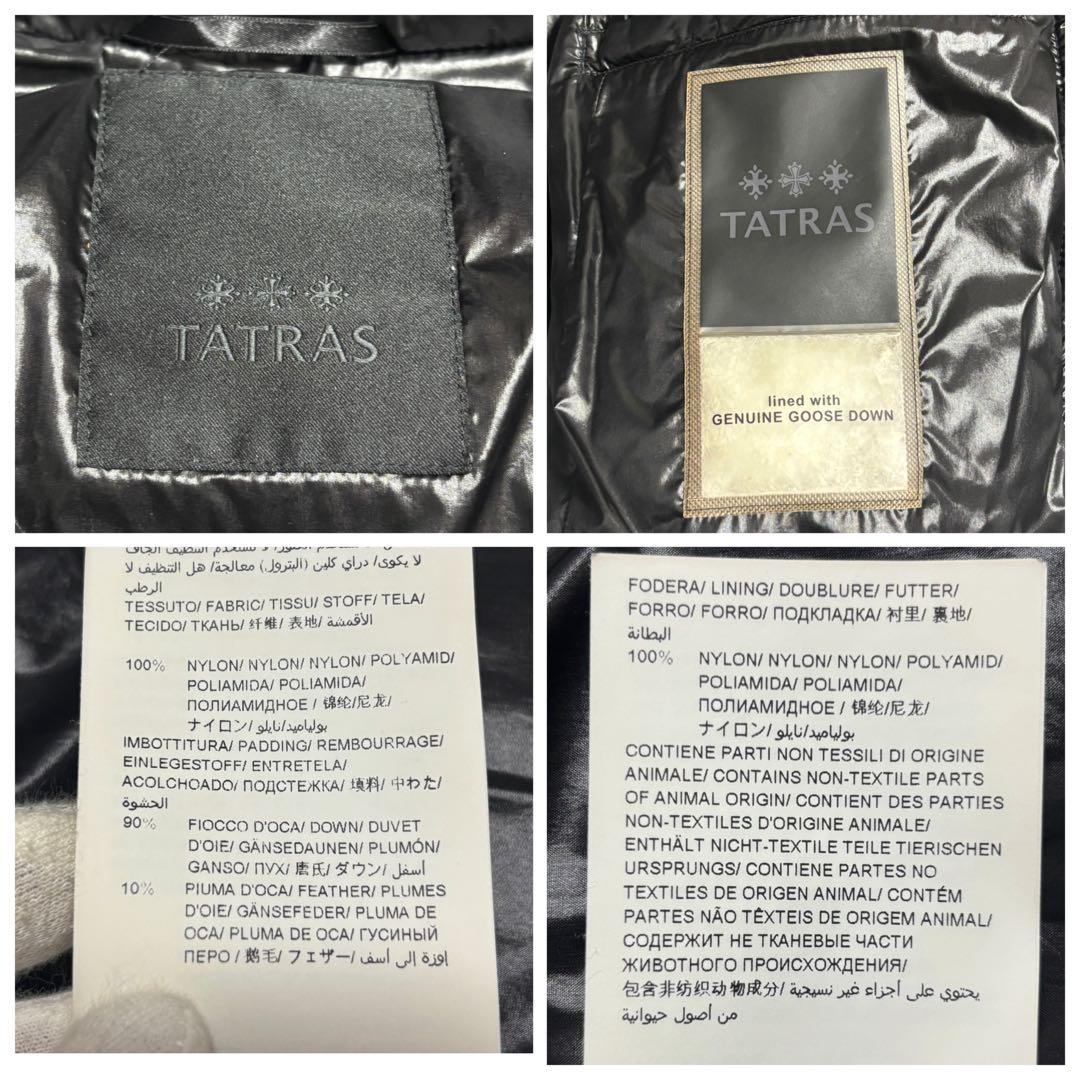 TATRAS
TATRAS
lined with
GENUINE GOOSE DOWN
لا يكوى/ دراي كلين (البترول) معالجة/ هل التنظيف لا
الرطب
TESSUTO/ FABRIC/ TISSU/ STOFF/ TELA/
TECIDO/ ТКАНЬ/ 纤维/ 表地/ الأقمشة
100% NYLON/ NYLON/ NYLON/ POLYAMID/
POLIAMIDA/ POLIAMIDA/
ПОЛИАМИДНОЕ / 锦纶/尼龙/
ナイロン/ بولياميد/نايلو
IMBOTTITURA/ PADDING/ REMBOURRAGE/
EINLEGESTOFF/ ENTRETELA/
ACOLCHOADO/ ПОДСТЕЖКА/ 填料/ 中わた/
الحشوة
90% FIOCCO D'OCA/ DOWN/ DUVET
D'OIE/ GÄNSEDAUNEN/ PLUMÓN/
GANSO/ ПУХ/ 唐氏/ ダウン/ أسفل
10% PIUMA D'OCA/ FEATHER/ PLUMES
D'OIE/ GÄNSEFEDER/ PLUMA DE
OCA/ PLUMA DE OCA/ ГУСИНЫЙ
ПЕРО / 鹅毛/ フェザー/ إوزة إلى أسفل
FODERA/ LINING/ DOUBLURE/ FUTTER/
FORRO/ FORRO/ ПОДКЛАДКА/ 衬里/ 裏地/
البطانة
100% NYLON/ NYLON/ NYLON/ POLYAMID/
POLIAMIDA/ POLIAMIDA/
ПОЛИАМИДНОЕ / 锦纶/尼龙/
ナイロン/ بولياميد/نايلو
CONTIENE PARTI NON TESSILI DI ORIGINE
ANIMALE/ CONTAINS NON-TEXTILE PARTS
OF ANIMAL ORIGIN/ CONTIENT DES PARTIES
NON-TEXTILES D'ORIGINE ANIMALE/
ENTHÄLT NICHT-TEXTILE TEILE TIERISCHEN
URSPRUNGS/ CONTIENE PARTES NO
TEXTILES DE ORIGEN ANIMAL/ CONTÉM
PARTES NÃO TÊXTEIS DE ORIGEM ANIMAL/
СОДЕРЖИТ НЕ ТКАНЕВЫЕ ЧАСТИ
ЖИВОТНОГО ПРОИСХОЖДЕНИЯ/
包含非纺织动物成分/ يحتوي على أجزاء غير نسيجية
من أصول حيوانية